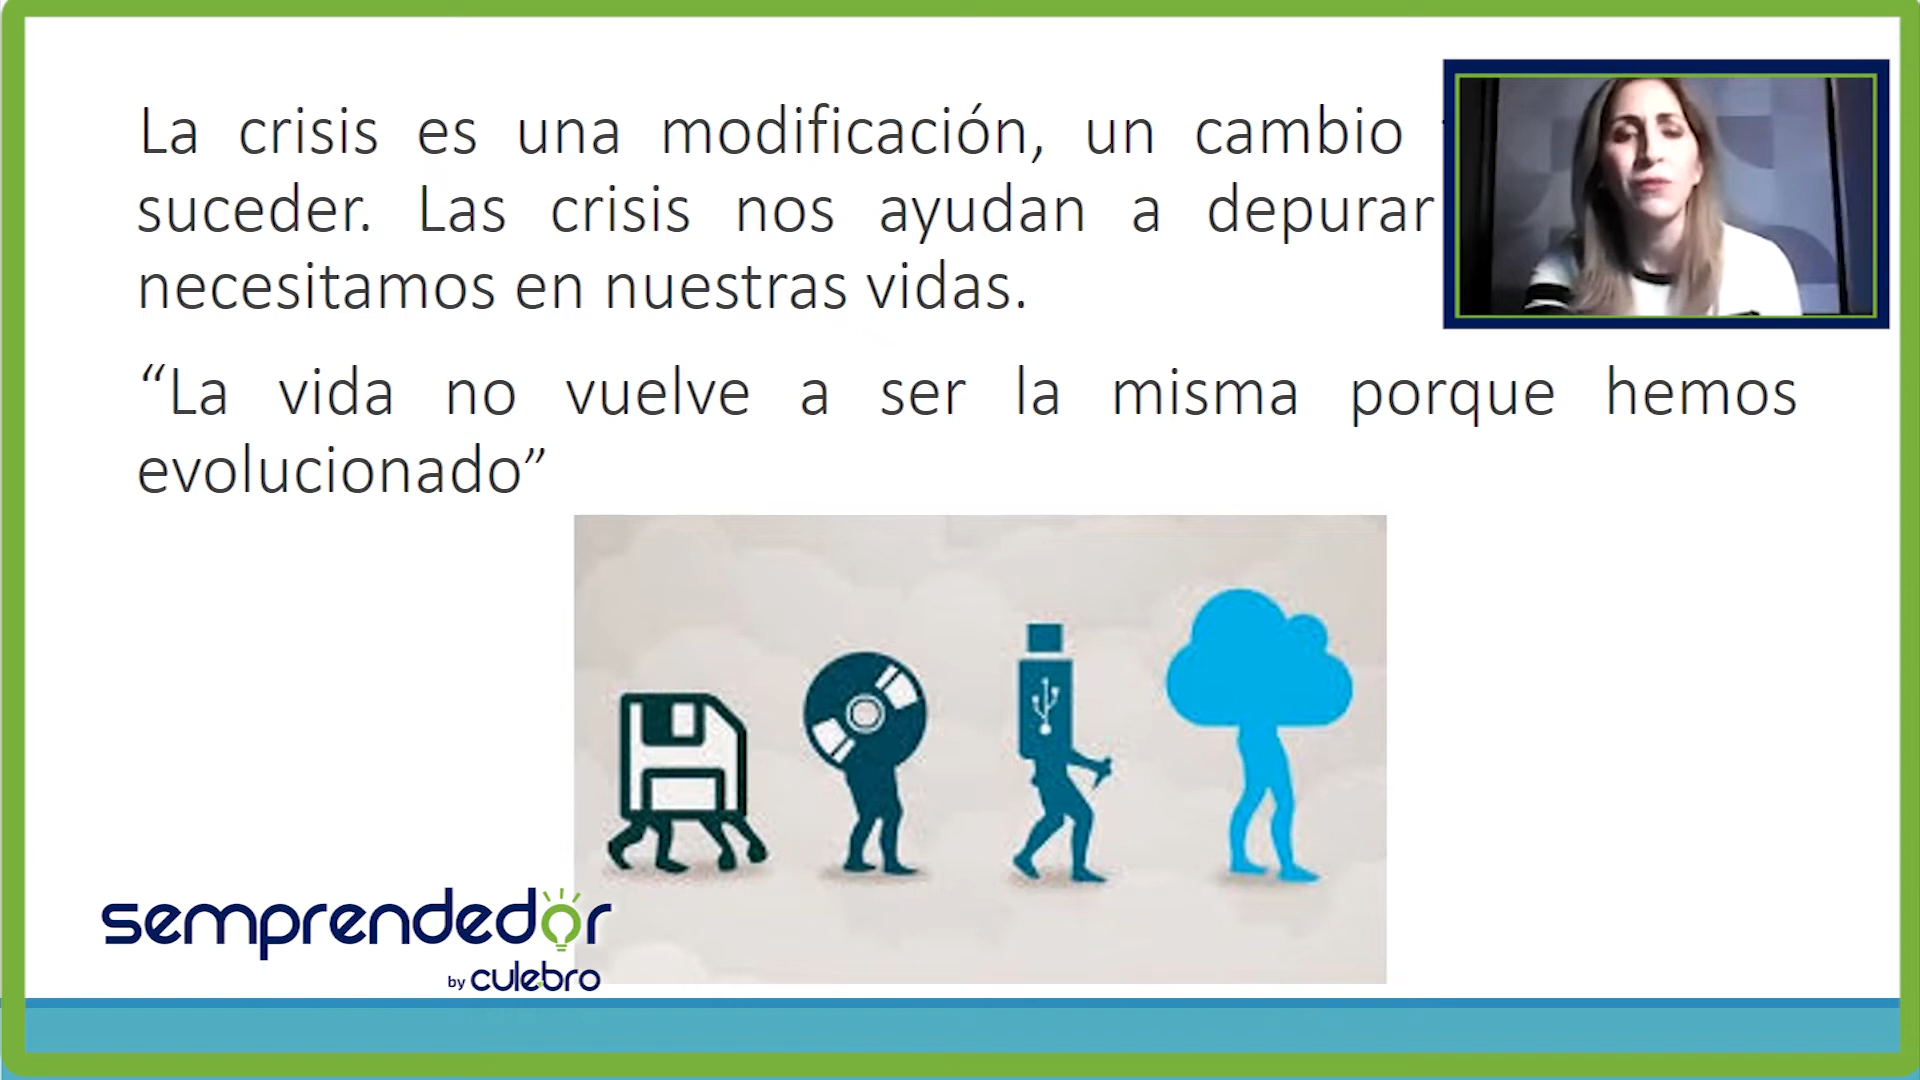 La crisis es una modificación, un cambio
suceder. Las crisis nos ayudan a depurar
necesitamos en nuestras vidas.
“La vida no vuelve a ser la misma porque hemos
evolucionado”
semprendedor
by culebro